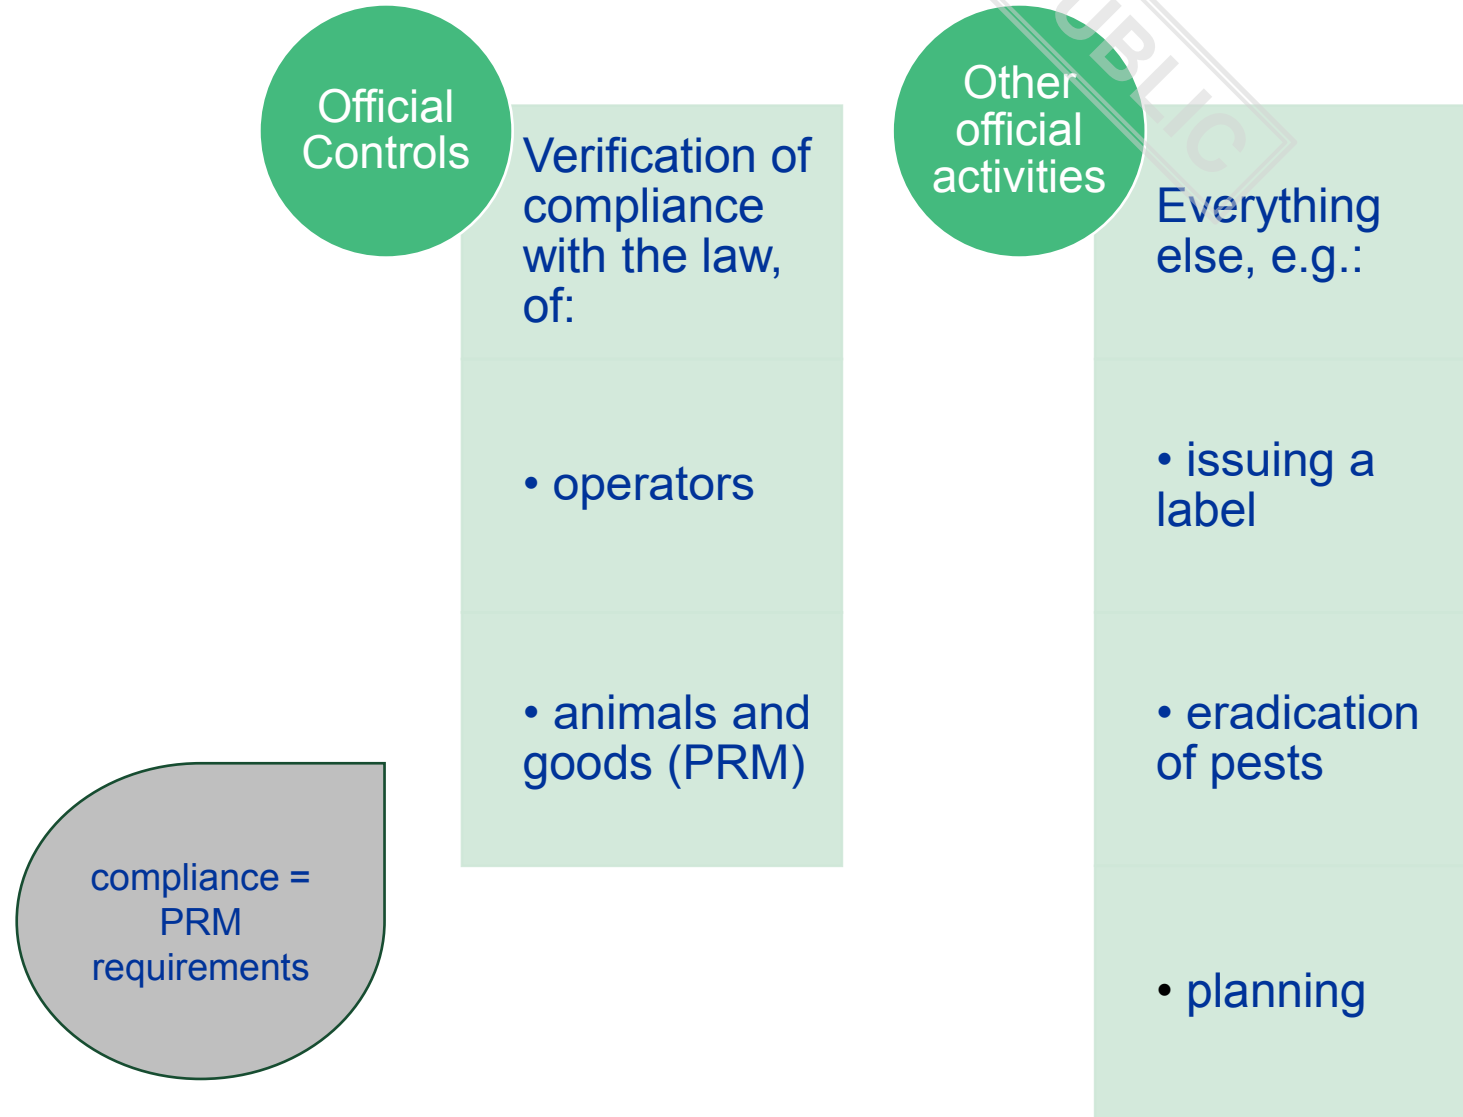 Official
Controls
Verification of
compliance
with the law,
of:
• operators
• animals and
goods (PRM)
compliance =
PRM
requirements
Other
official
activities
Everything
else, e.g.:
• issuing a
label
• eradication
of pests
• planning